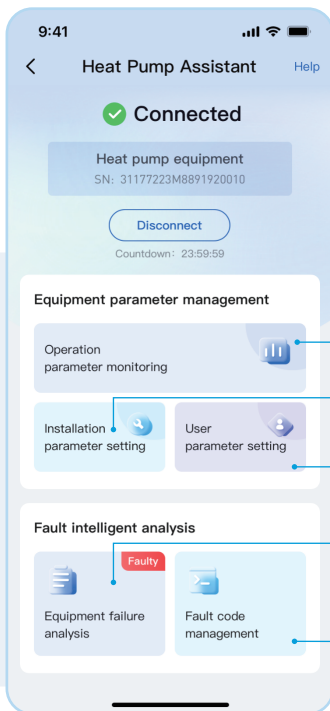 9:41
Heat Pump Assistant Help
Connected
Heat pump equipment
SN: 31177223M8891920010
Disconnect
Countdown: 23:59:59
Equipment parameter management
Operation
parameter monitoring
Installation
parameter setting
User
parameter setting
Fault intelligent analysis
Faulty
Equipment failure
analysis
Fault code
management